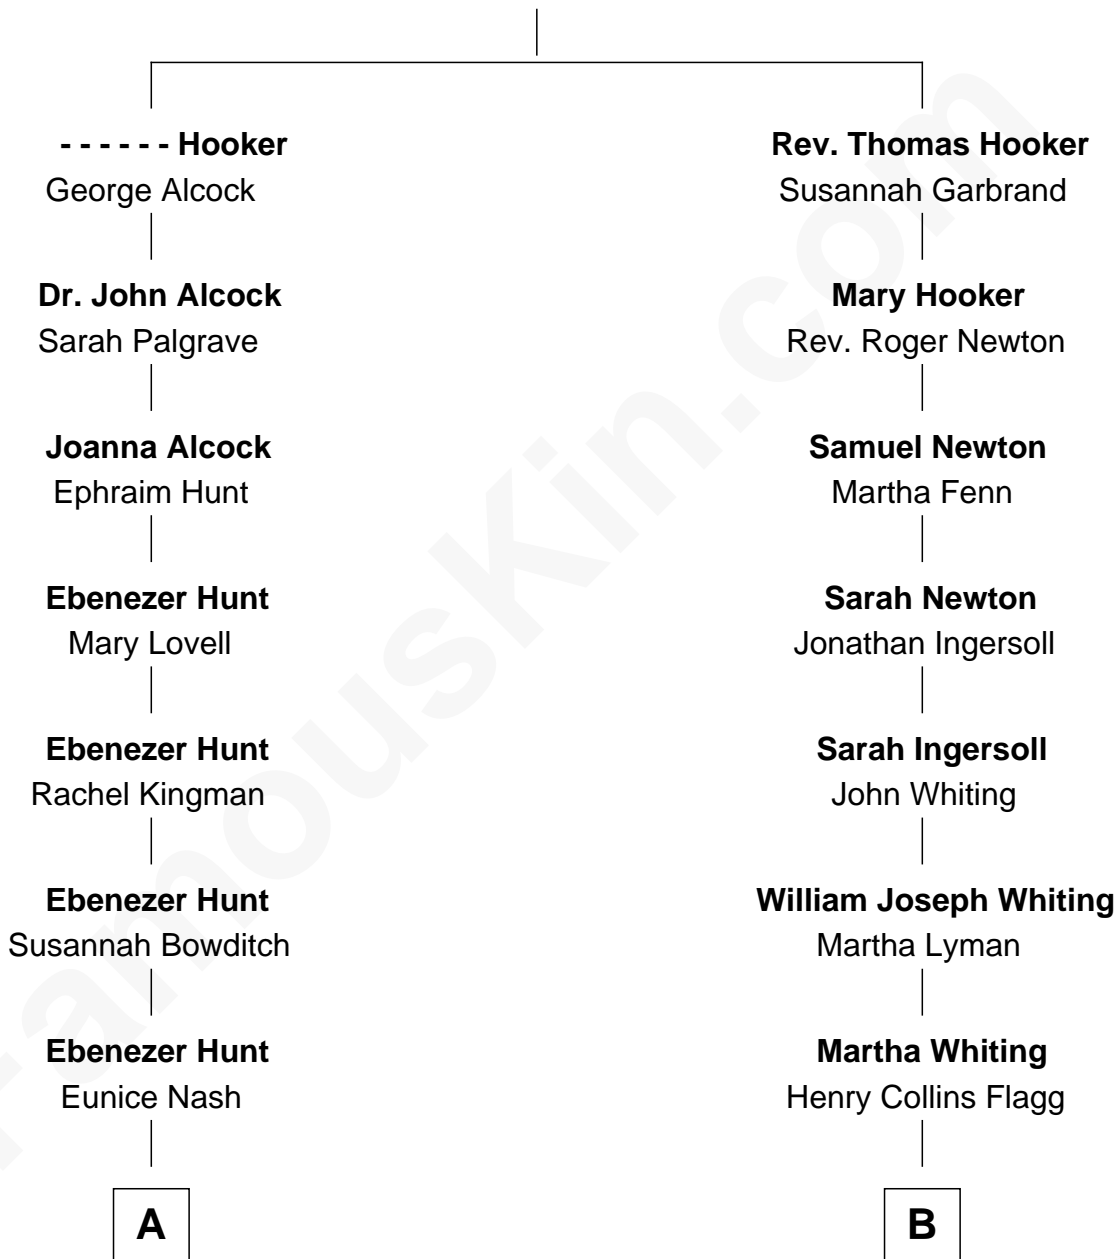 - - - - - - Hooker
George Alcock
Dr. John Alcock
Sarah Palgrave
Joanna Alcock
Ephraim Hunt
Ebenezer Hunt
Mary Lovell
Ebenezer Hunt
Rachel Kingman
Ebenezer Hunt
Susannah Bowditch
Ebenezer Hunt
Eunice Nash
A
Rev. Thomas Hooker
Susannah Garbrand
Mary Hooker
Rev. Roger Newton
Samuel Newton
Martha Fenn
Sarah Newton
Jonathan Ingersoll
Sarah Ingersoll
John Whiting
William Joseph Whiting
Martha Lyman
Martha Whiting
Henry Collins Flagg
B
FamousKin.com